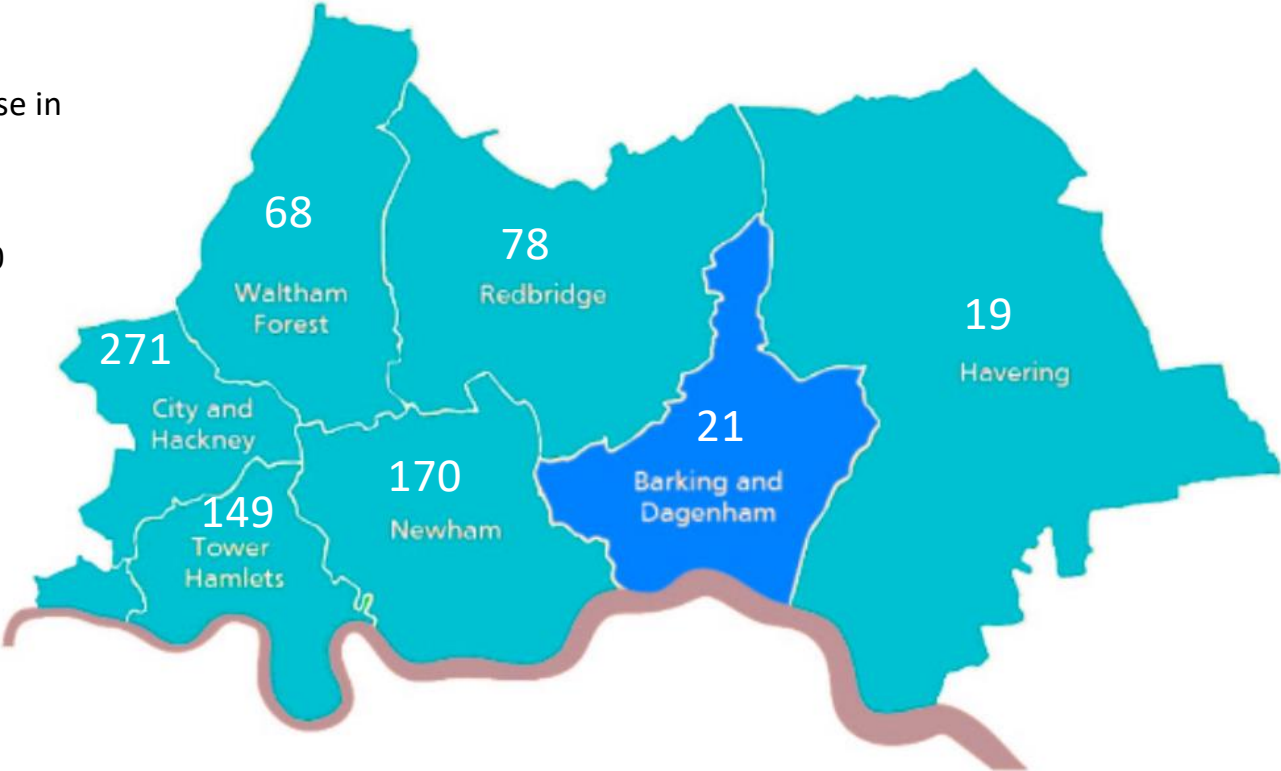 68
Waltham
Forest
78
Redbridge
19
Havering
271
City and
Hackney
21
Barking and
Dagenham
170
Newham
149
Tower
Hamlets
in